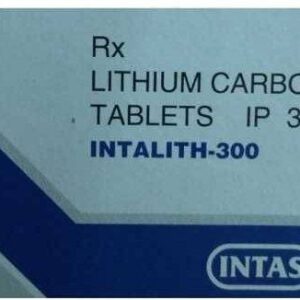 Rx
LITHIUM CARBO
TABLETS IP 3
INTALITH-300
INTAS